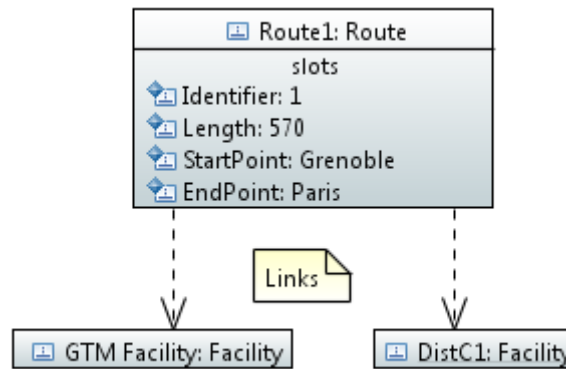 Route1: Route
slots
Identifier: 1
Length: 570
StartPoint: Grenoble
EndPoint: Paris
Links
GTM Facility: Facility
DistC1: Facility